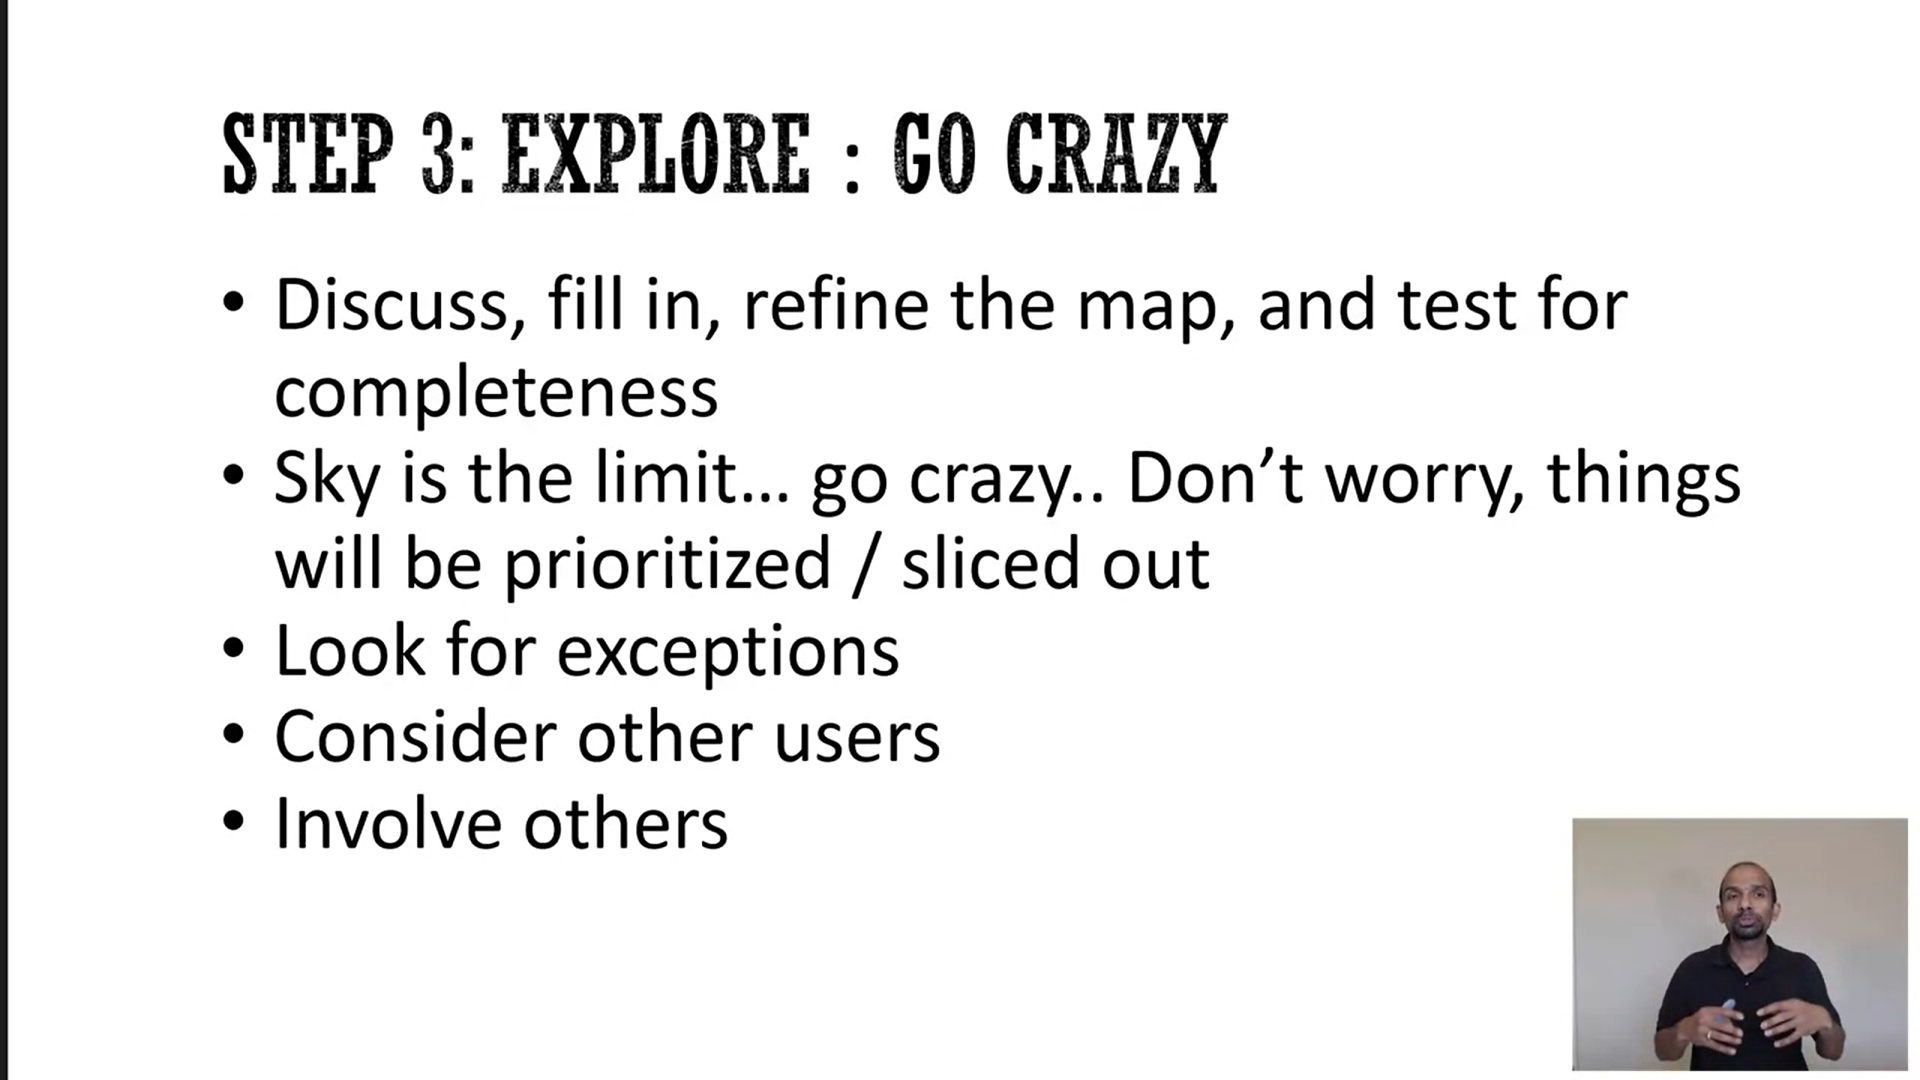 STEP 3: EXPLORE : GO CRAZY
• Discuss, fill in, refine the map, and test for
completeness
• Sky is the limit... go crazy.. Don’t worry, things
will be prioritized / sliced out
• Look for exceptions
• Consider other users
• Involve others